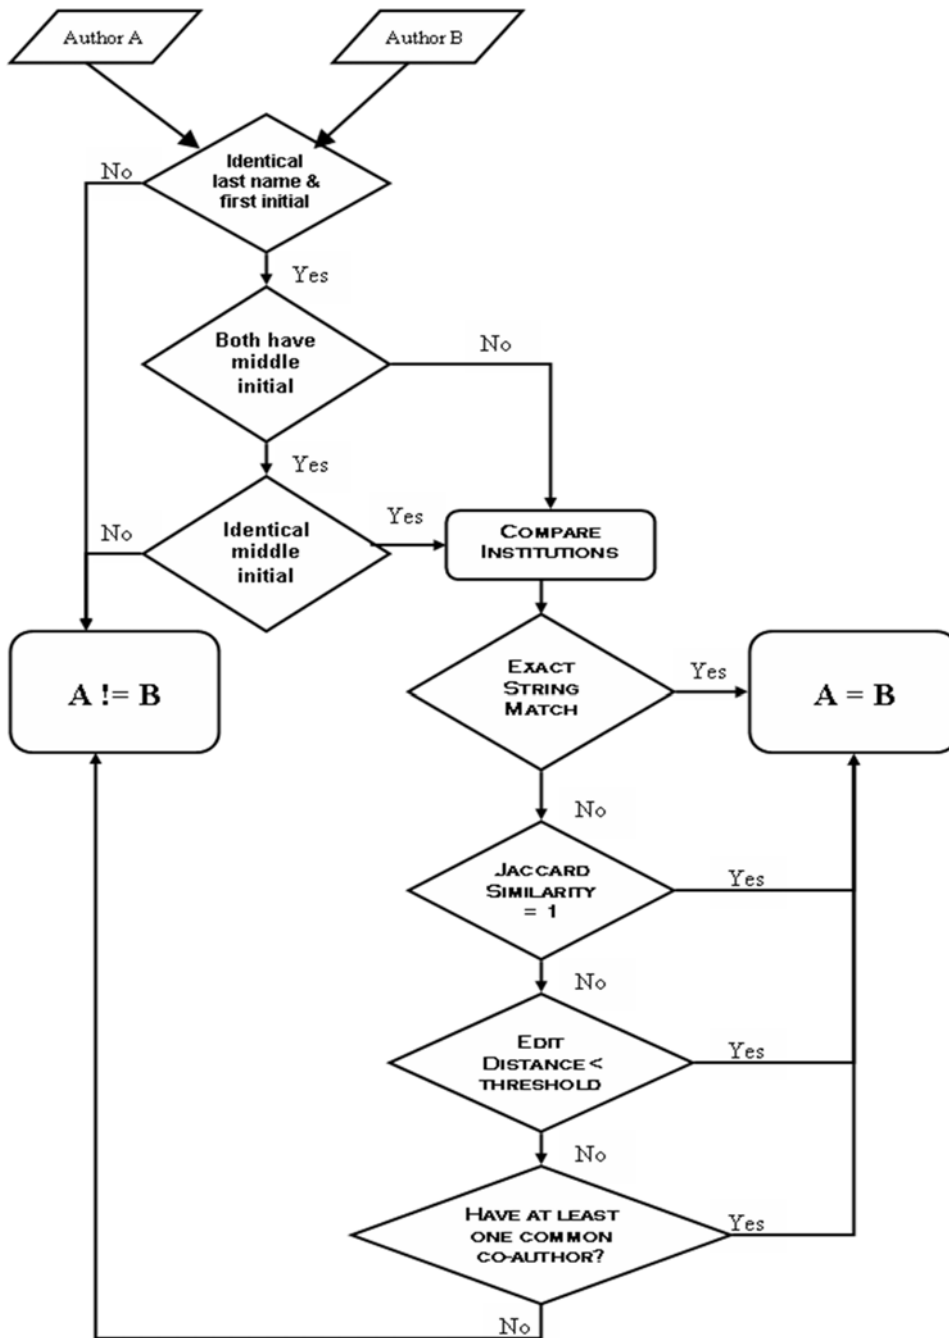 Author A
Author B
No
Identical
last name &
first initial
Yes
Both have
middle
initial
No
Yes
No
Identical
middle
initial
Yes
COMPARE
INSTITUTIONS
A != B
EXACT
STRING
MATCH
Yes
A = B
No
JACCARD
SIMILARITY
= 1
Yes
No
EDIT
DISTANCE <
THRESHOLD
Yes
No
HAVE AT LEAST
ONE COMMON
CO-AUTHOR?
Yes
No